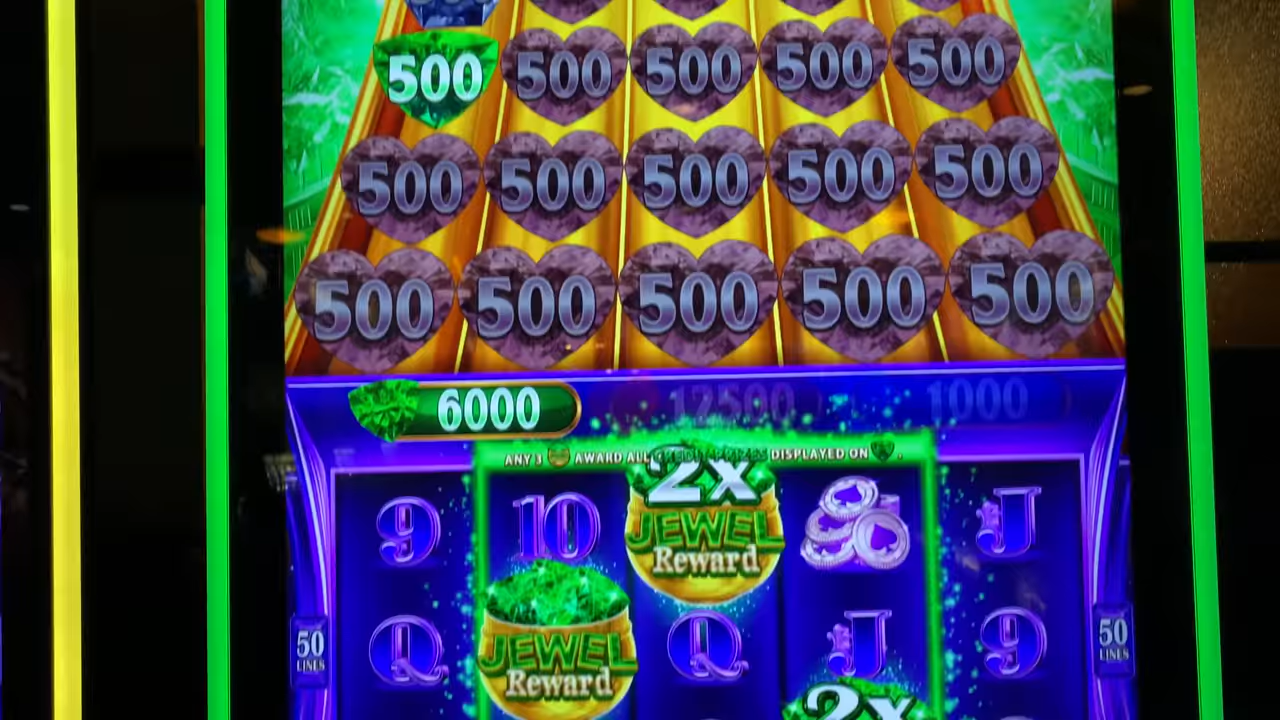 500 500 500 500 500
500 500 500 500 500
500 500 500 500 500
6000 12500 1000
ANY 3 AWARD ALL CREDIT PRIZES DISPLAYED ON .
2X
JEWEL
Reward
9 10 J
JEWEL
Reward
Q Q J 9
50
LINES
50
LINES
2x